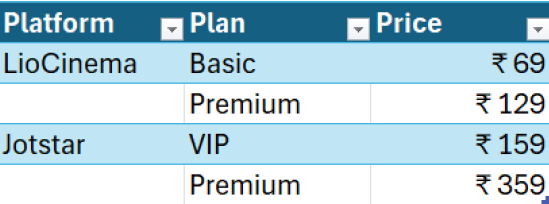 Platform Plan Price
LioCinema Basic ₹ 69
Premium ₹ 129
Jotstar VIP ₹ 159
Premium ₹ 359